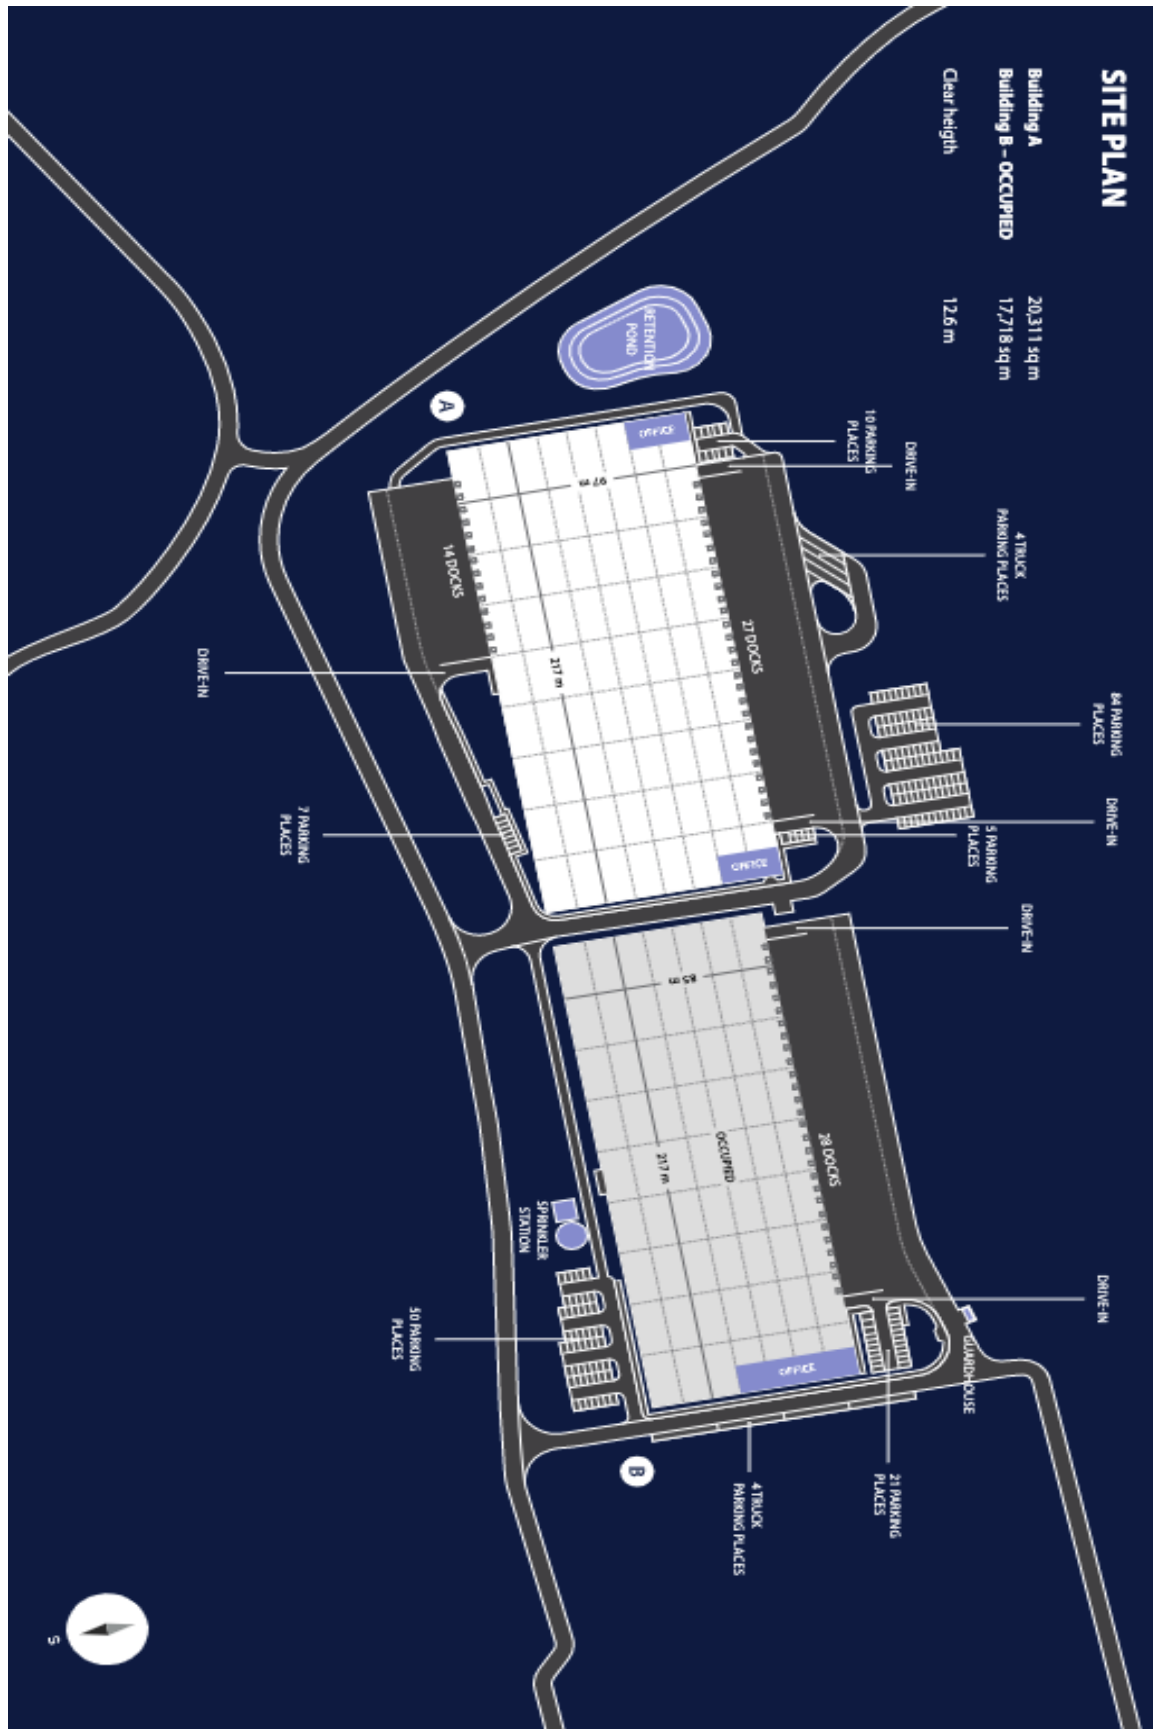 SITE PLAN
Building A 20,311 sq m
Building B – OCCUPIED 17,718 sq m
Clear heigth 12.6 m
84 PARKING
PLACES
DRIVE-IN
DRIVE-IN
4 TRUCK
PARKING PLACES
5 PARKING
PLACES
DRIVE-IN
DRIVE-IN
10 PARKING
PLACES
GUARDHOUSE
21 PARKING
PLACES
27 DOCKS
28 DOCKS
4 TRUCK
PARKING PLACES
RETENTION
POND
OFFICE
OFFICE
OFFICE
97 m
85 m
OCCUPIED
217 m
217 m
A
B
14 DOCKS
SPRINKLER
STATION
DRIVE-IN
7 PARKING
PLACES
50 PARKING
PLACES
S